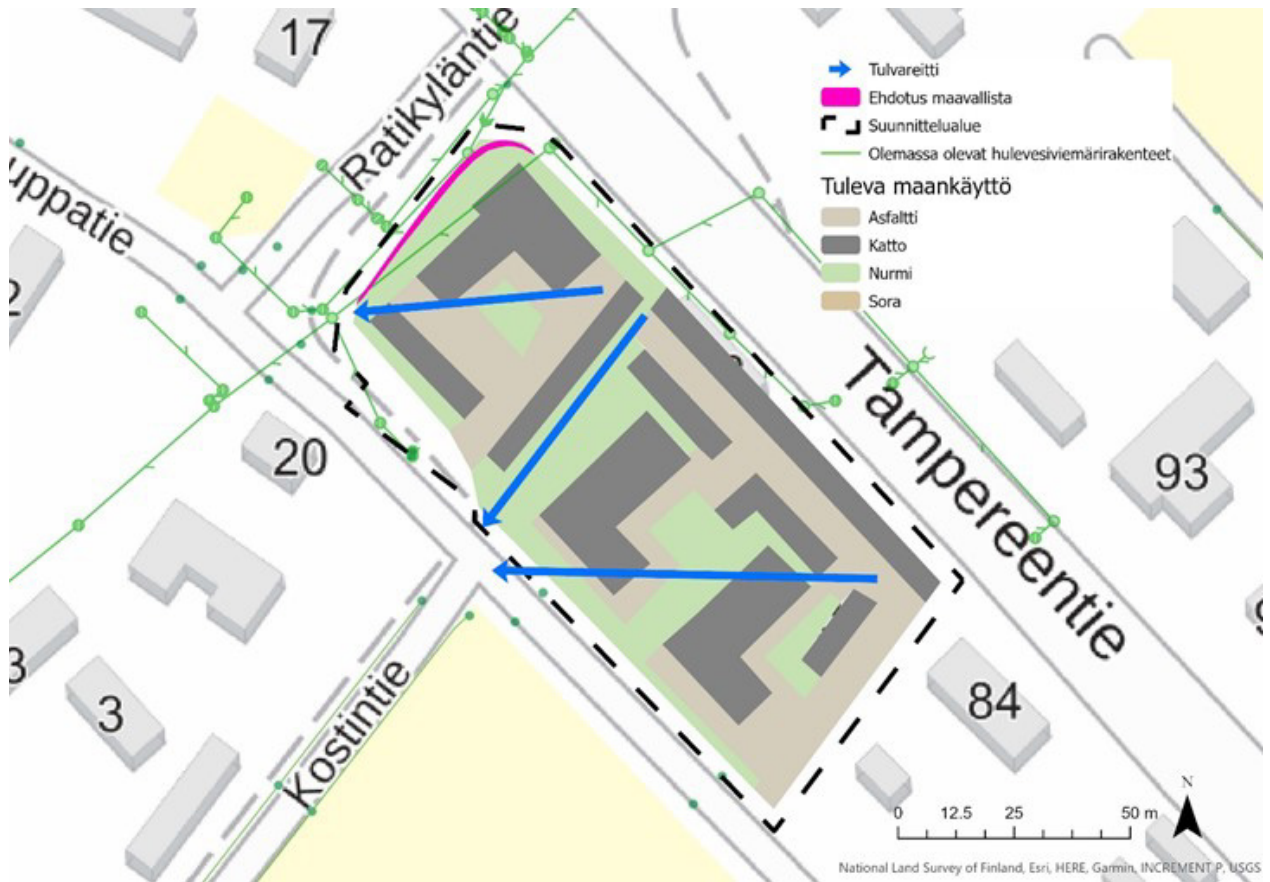 17
Ratikyläntie
uppatie
2
20
3
3
Kostintie
Tampereentie
93
84
Tulvareitti
Ehdotus maavallista
Suunnittelualue
Olemassa olevat hulevesiviemärirakenteet
Tuleva maankäyttö
Asfaltti
Katto
Nurmi
Sora
0 12.5 25 50 m
N
National Land Survey of Finland, Esri, HERE, Garmin, INCREMENT P, USGS